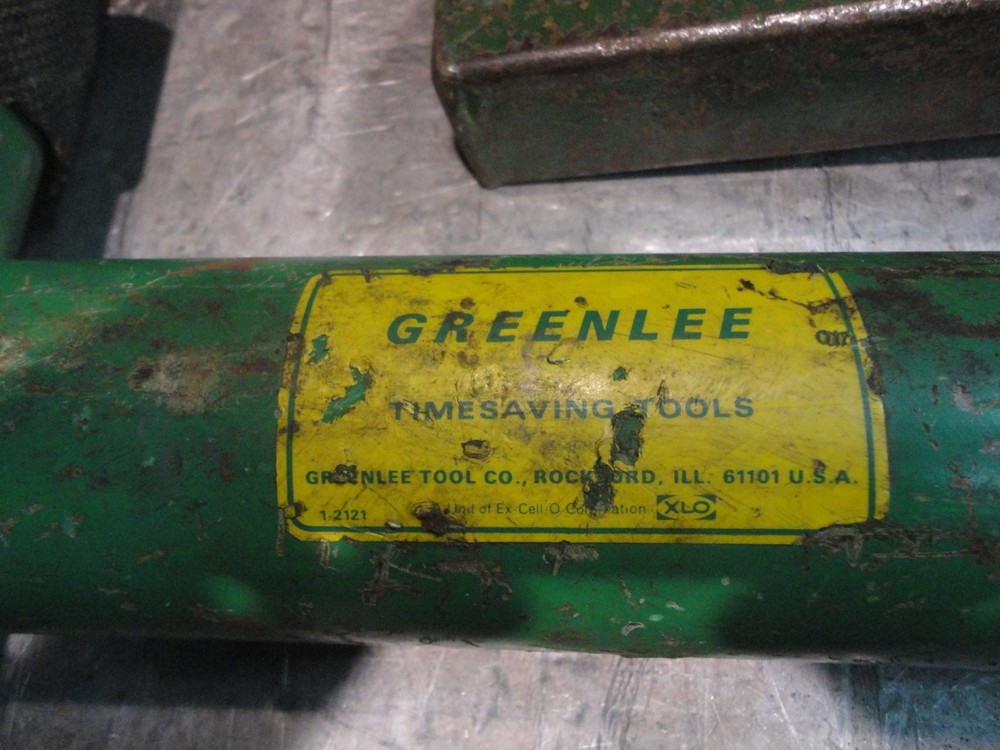 GREENLEE
TIMESAVING TOOLS
GREENLEE TOOL CO., ROCKFORD, ILL. 61101 U.S.A.
1-2121 A Unit of Ex-Cell-O Corporation XLO